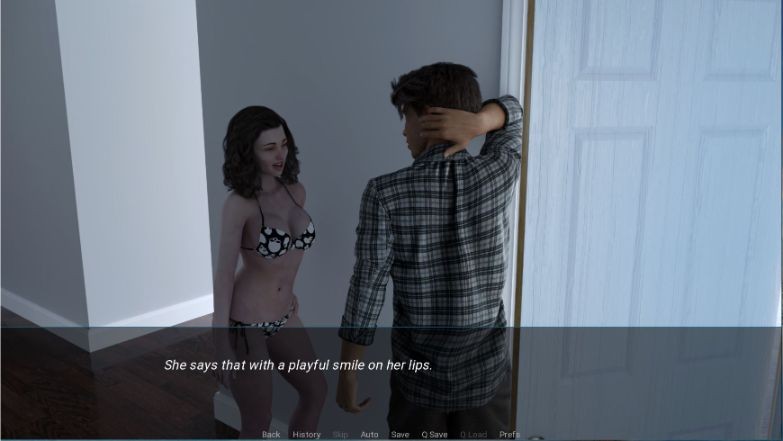 She says that with a playful smile on her lips.
Back History Skip Auto Save Q.Save Q.Load Prefs